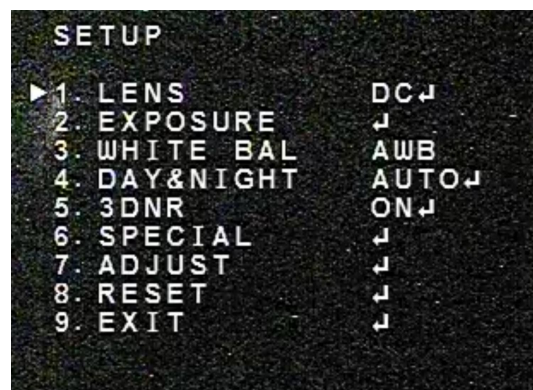 SETUP
▶1. LENS DC↲
2. EXPOSURE ↲
3. WHITE BAL AWB
4. DAY&NIGHT AUTO↲
5. 3DNR ON↲
6. SPECIAL ↲
7. ADJUST ↲
8. RESET ↲
9. EXIT ↲